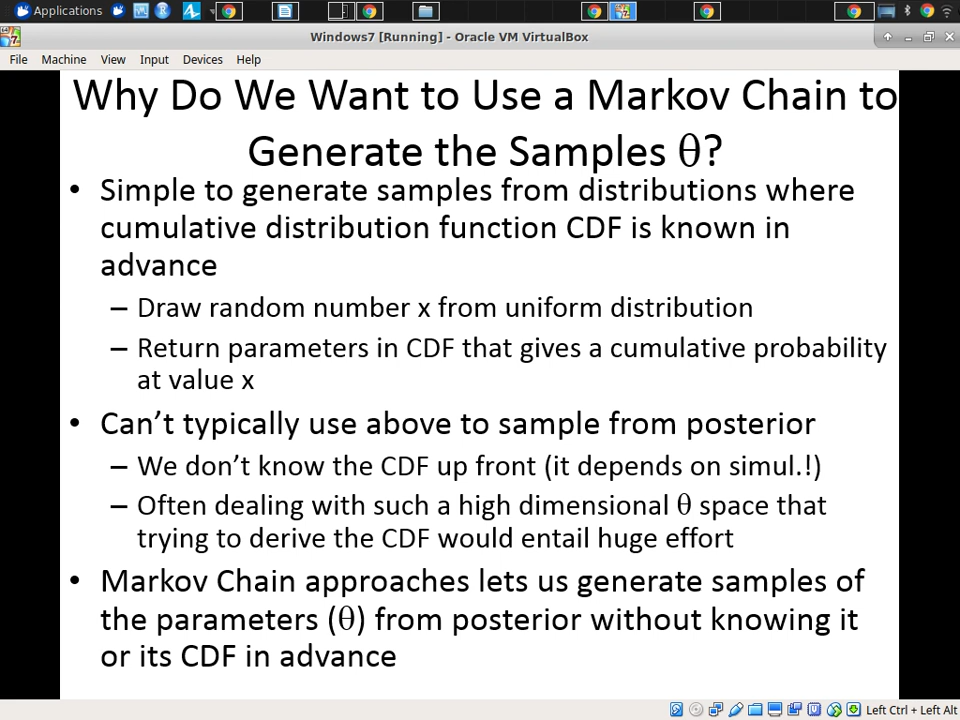 Applications
Windows7 [Running] - Oracle VM VirtualBox
File Machine View Input Devices Help
Why Do We Want to Use a Markov Chain to
Generate the Samples θ?
• Simple to generate samples from distributions where
cumulative distribution function CDF is known in
advance
– Draw random number x from uniform distribution
– Return parameters in CDF that gives a cumulative probability
at value x
• Can’t typically use above to sample from posterior
– We don’t know the CDF up front (it depends on simul.!)
– Often dealing with such a high dimensional θ space that
trying to derive the CDF would entail huge effort
• Markov Chain approaches lets us generate samples of
the parameters (θ) from posterior without knowing it
or its CDF in advance
Left Ctrl + Left Alt